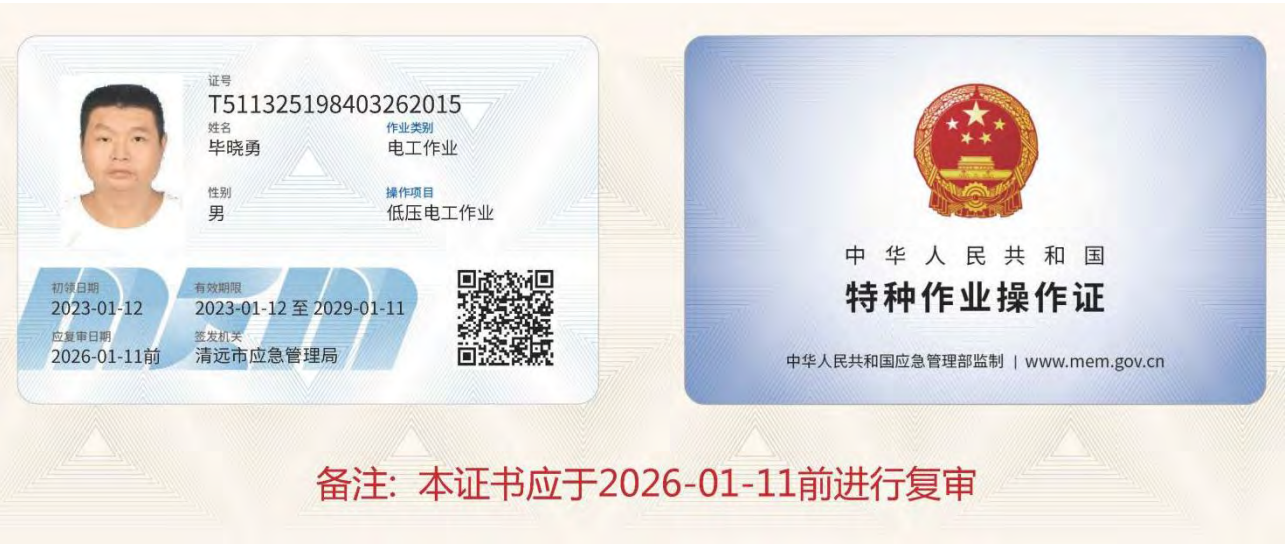 证号
T511325198403262015
姓名
毕晓勇
作业类别
电工作业
性别
男
操作项目
低压电工作业
初领日期
2023-01-12
有效期限
2023-01-12 至 2029-01-11
应复审日期
2026-01-11前
签发机关
清远市应急管理局
中华人民共和国
特种作业操作证
中华人民共和国应急管理部监制 | www.mem.gov.cn
备注: 本证书应于2026-01-11前进行复审